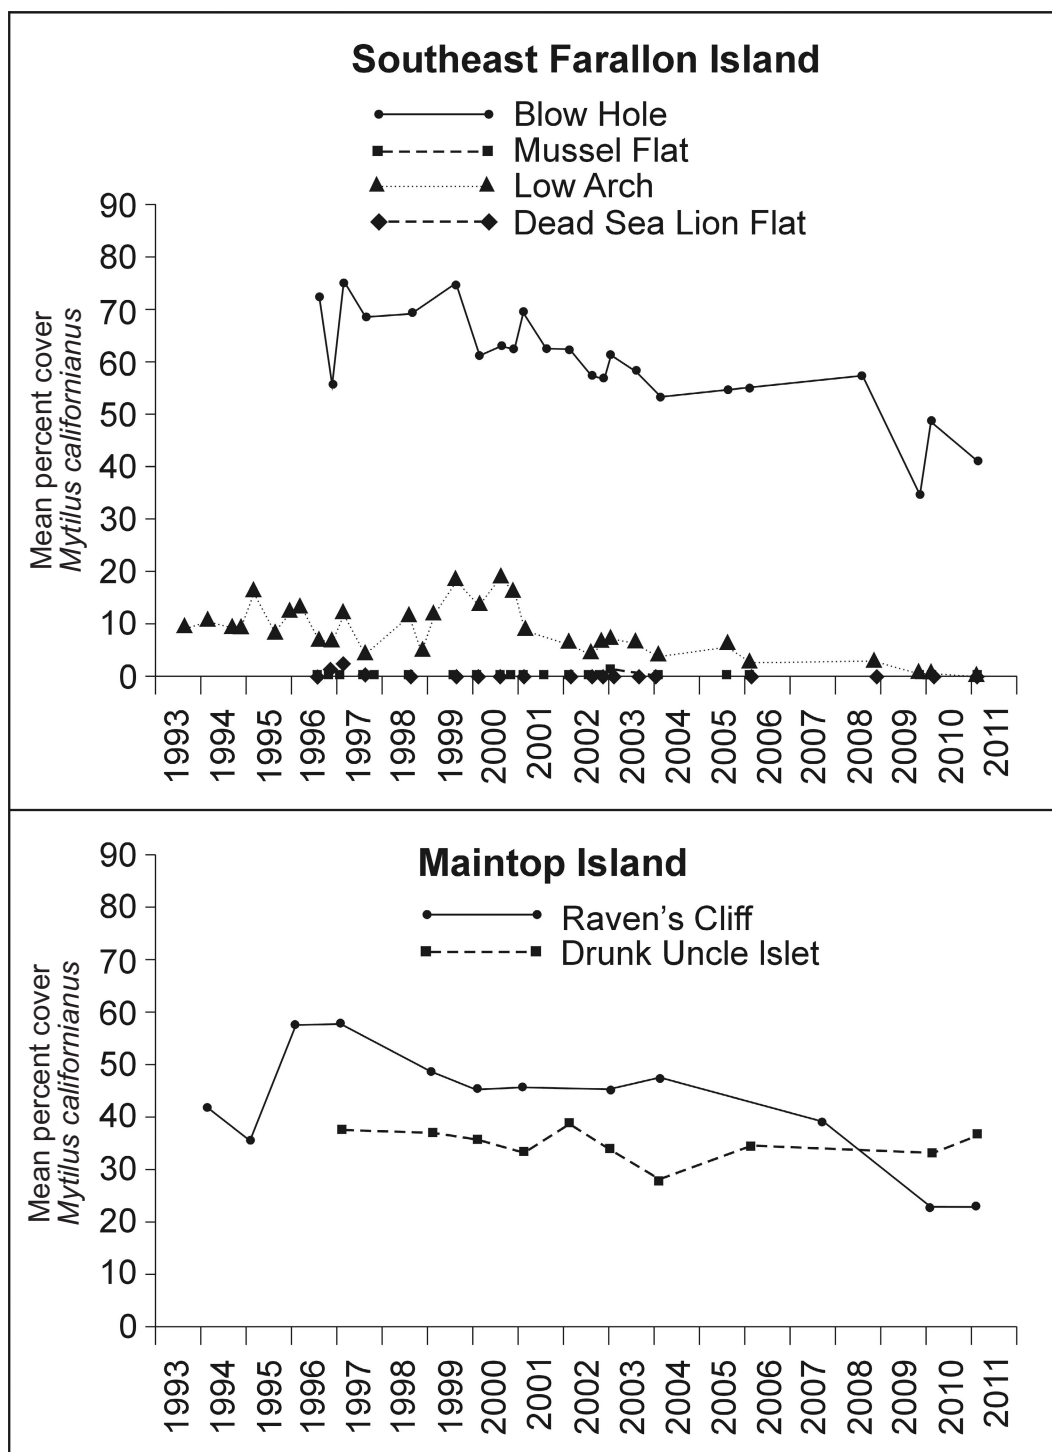 Southeast Farallon Island
Blow Hole
Mussel Flat
Low Arch
Dead Sea Lion Flat
Mean percent cover
Mytilus californianus
90
80
70
60
50
40
30
20
10
0
1993 1994 1995 1996 1997 1998 1999 2000 2001 2002 2003 2004 2005 2006 2007 2008 2009 2010 2011
Maintop Island
Raven’s Cliff
Drunk Uncle Islet
Mean percent cover
Mytilus californianus
90
80
70
60
50
40
30
20
10
0
1993 1994 1995 1996 1997 1998 1999 2000 2001 2002 2003 2004 2005 2006 2007 2008 2009 2010 2011